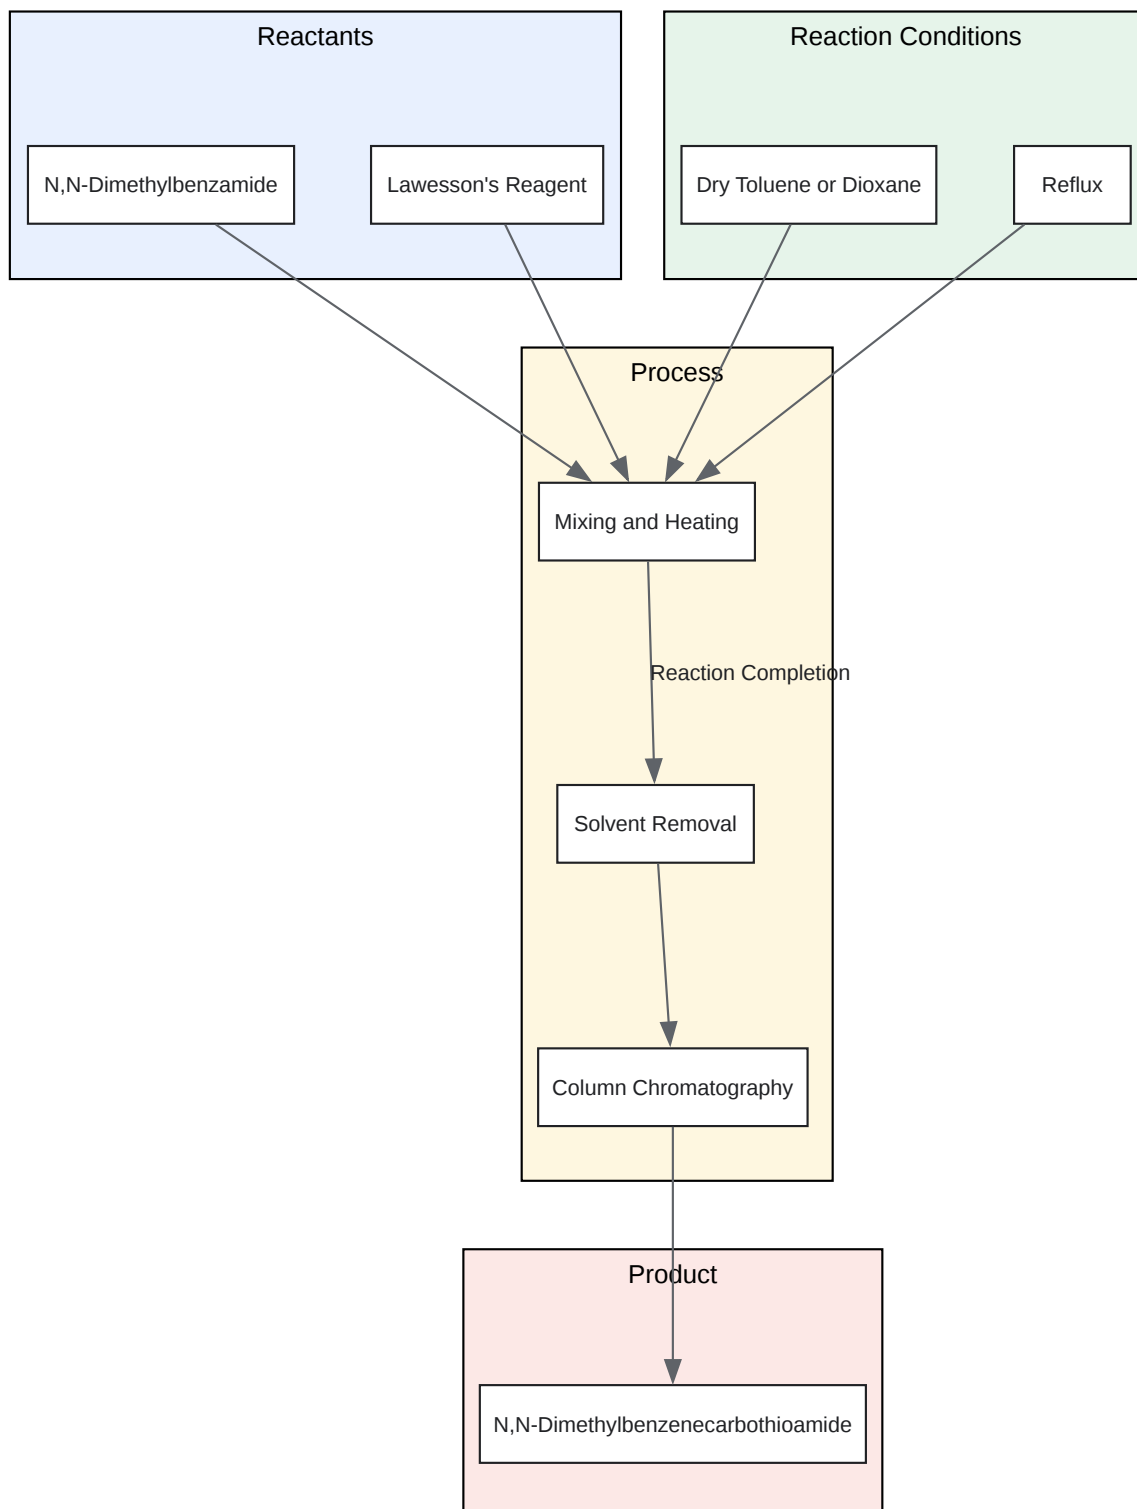 Reactants
Reaction Conditions
N,N-Dimethylbenzamide
Lawesson's Reagent
Dry Toluene or Dioxane
Reflux
Process
Mixing and Heating
Reaction Completion
Solvent Removal
Column Chromatography
Product
N,N-Dimethylbenzenecarbothioamide